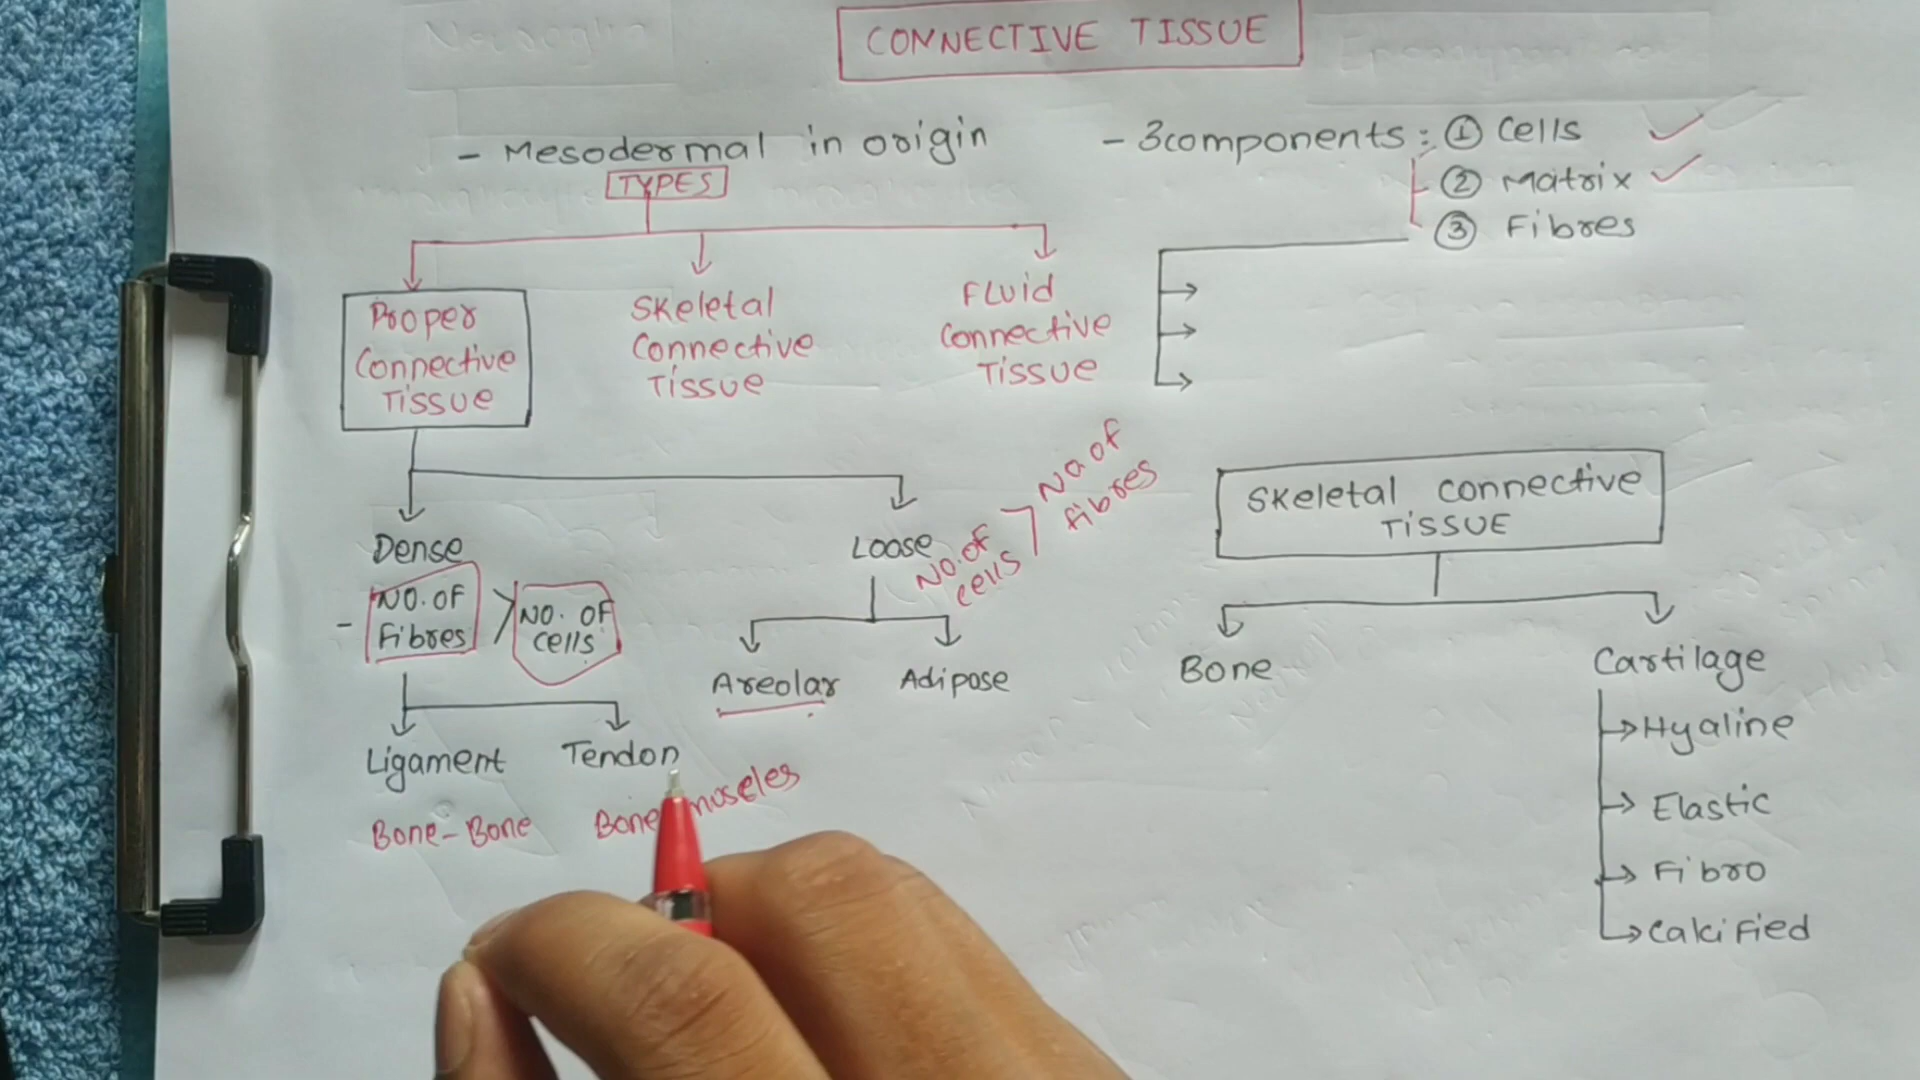 CONNECTIVE TISSUE
- Mesodermal in origin
- 3 components : ① Cells
② Matrix
③ Fibres
TYPES
Proper
Connective
Tissue
Skeletal
Connective
Tissue
Fluid
Connective
Tissue
Dense
- NO. OF
Fibres
> NO. OF
cells
Ligament
Bone - Bone
Tendon
Bone muscles
Loose
No. of
cells
> No. of
fibres
Areolar
Adipose
Skeletal connective
TISSUE
Bone
Cartilage
Hyaline
Elastic
Fibro
Calcified